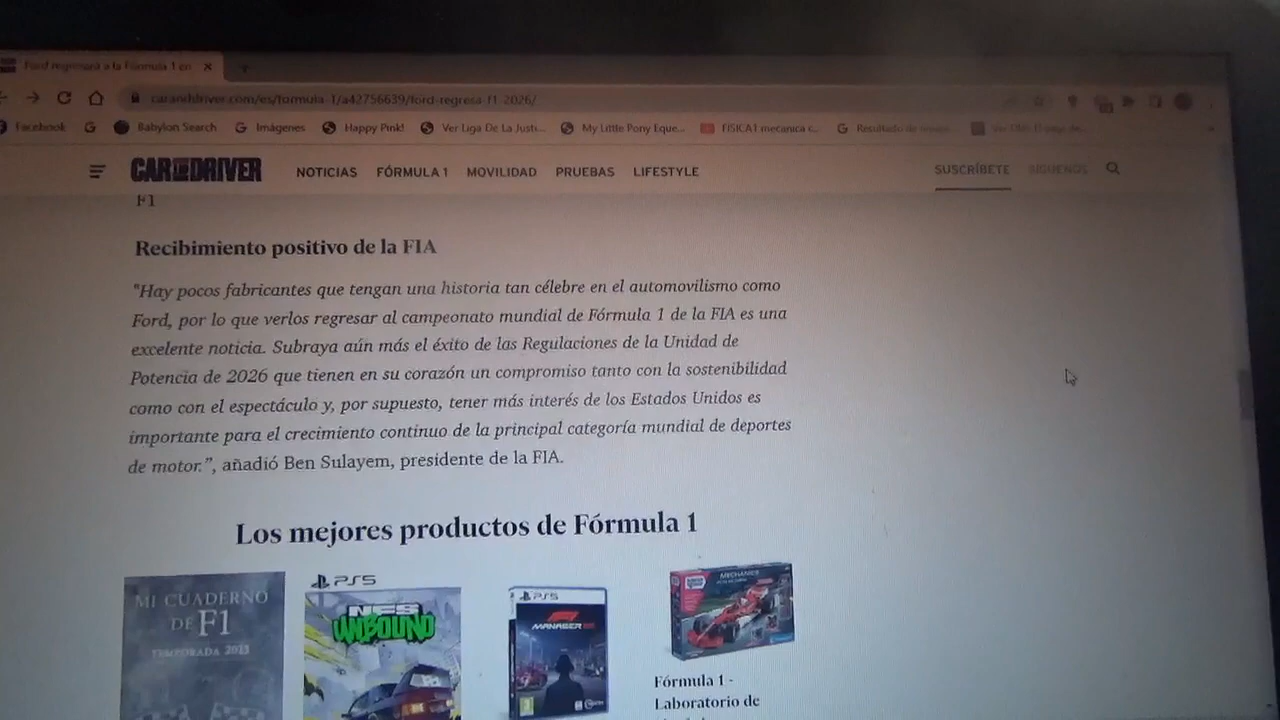 Ford regresará a la Fórmula 1 en
caranddriver.com/es/formula-1/a42756639/ford-regresa-f1-2026/
Facebook
Babylon Search
Imágenes
Happy Pink!
Ver Liga De La Justi...
My Little Pony Eque...
FISICA1 mecanica c...
Resultado de
CAR AND DRIVER
NOTICIAS
FÓRMULA 1
MOVILIDAD
PRUEBAS
LIFESTYLE
SUSCRÍBETE
SÍGUENOS
F1
Recibimiento positivo de la FIA
"Hay pocos fabricantes que tengan una historia tan célebre en el automovilismo como
Ford, por lo que verlos regresar al campeonato mundial de Fórmula 1 de la FIA es una
excelente noticia. Subraya aún más el éxito de las Regulaciones de la Unidad de
Potencia de 2026 que tienen en su corazón un compromiso tanto con la sostenibilidad
como con el espectáculo y, por supuesto, tener más interés de los Estados Unidos es
importante para el crecimiento continuo de la principal categoría mundial de deportes
de motor.”, añadió Ben Sulayem, presidente de la FIA.
Los mejores productos de Fórmula 1
MI CUADERNO
DE F1
TEMPORADA 2023
PS5
NFS
UNBOUND
PS5
F1
MANAGER
MECHANICS
Fórmula 1 -
Laboratorio de